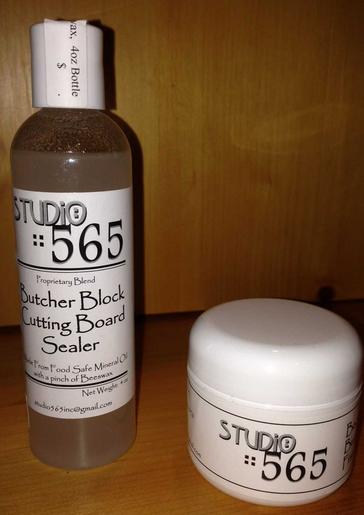 wax, 4oz Bottle
$
STUDiO
565
Proprietary Blend
Butcher Block
Cutting Board
Sealer
Made From Food Safe Mineral Oil
with a pinch of Beeswax
Net Weight 4 oz
studio565inc@gmail.com
STUDiO
565